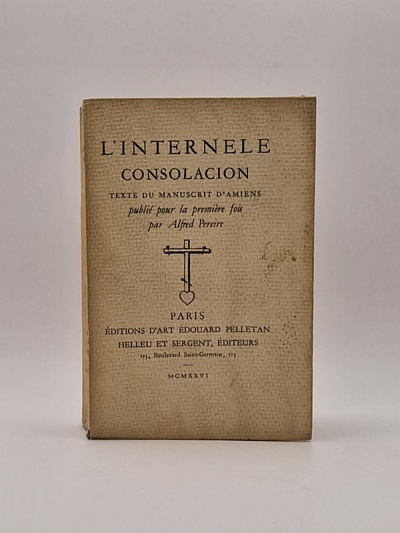 L'INTERNELE
CONSOLACION
TEXTE DU MANUSCRIT D'AMIENS
publié pour la première fois
par Alfred Pereire
PARIS
ÉDITIONS D'ART ÉDOUARD PELLETAN
HELLEU ET SERGENT, ÉDITEURS
125, Boulevard Saint-Germain, 125
MCMXXVI